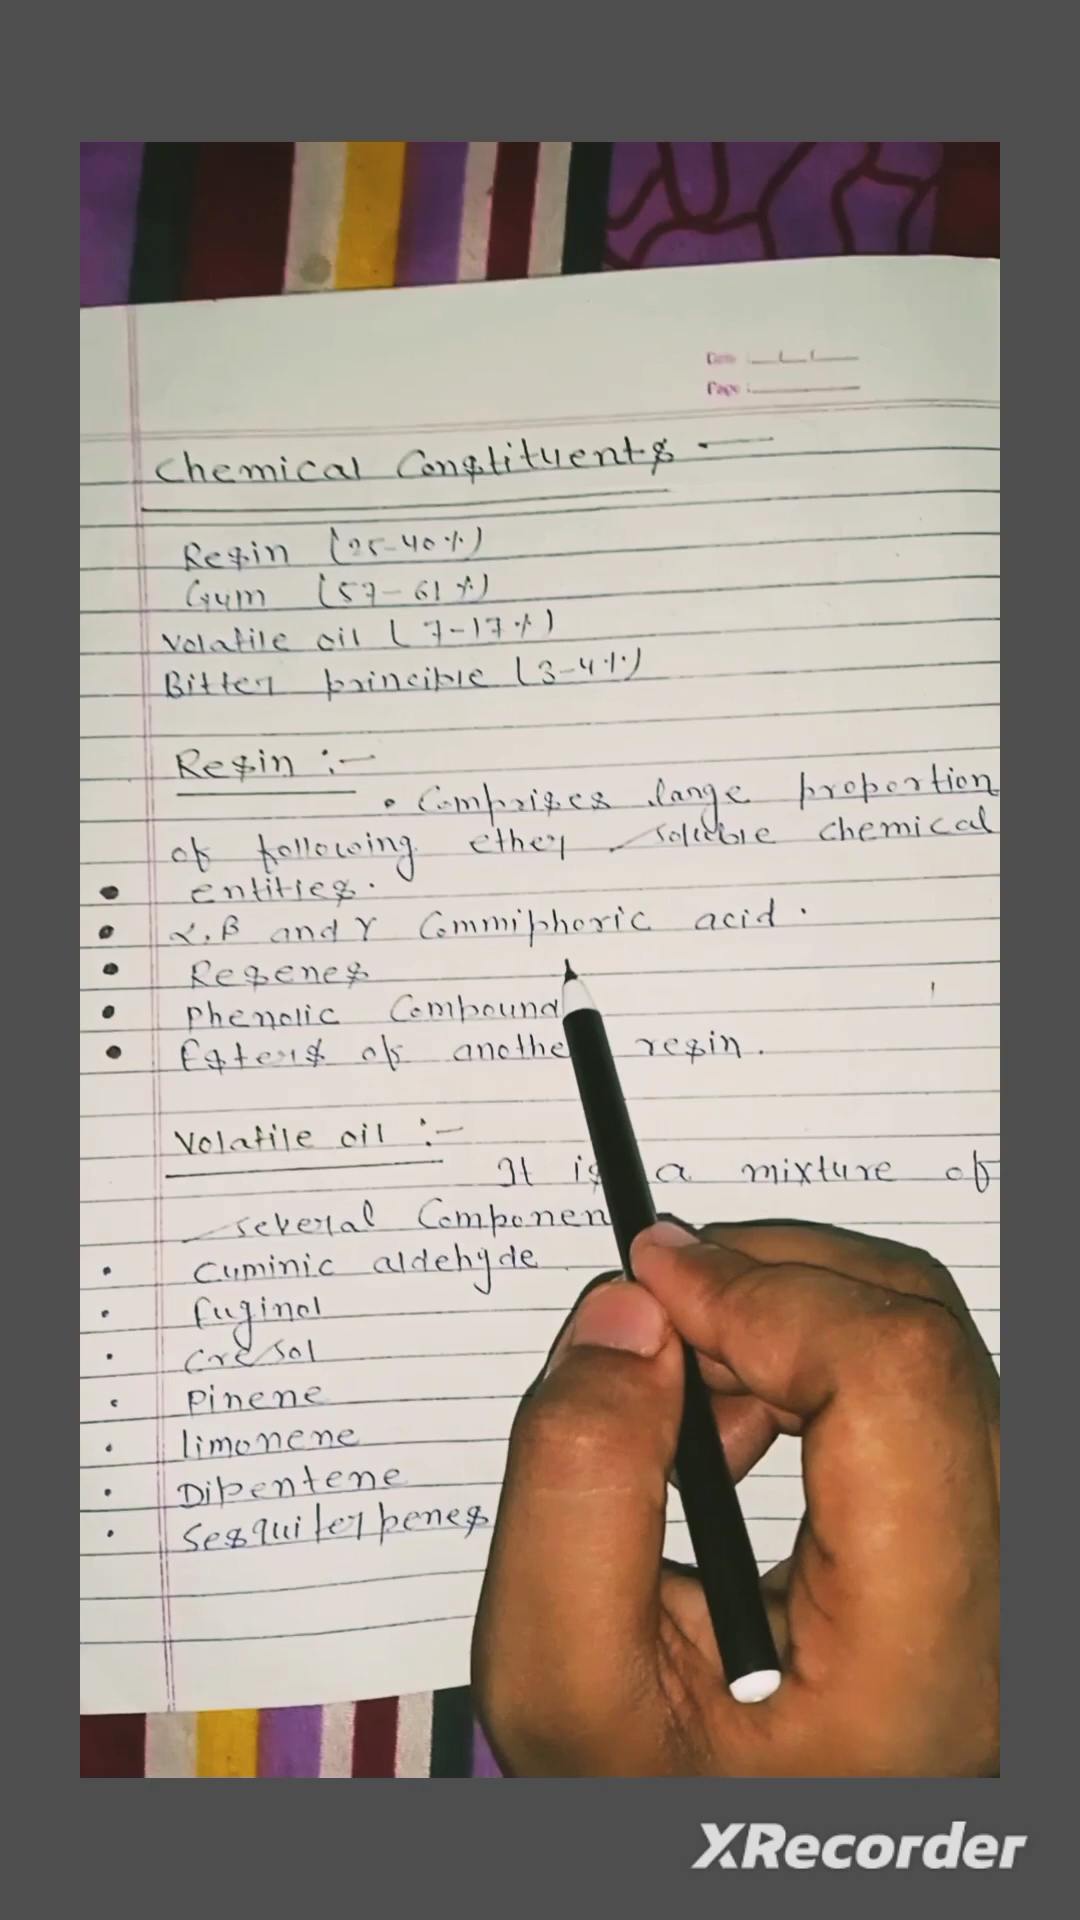 Date :
Page :
Chemical Constituents -
Resin (25-40%)
Gum (57-61%)
Volatile oil (7-17%)
Bitter principle (3-4%)
Resin :-
• Comprises large proportion
of following ether soluble chemical
• entities.
• α, β and γ Commiphoric acid.
• Resenes
• Phenolic Compound
• Esters of anothe resin.
Volatile oil :-
It is a mixture of
several Componen
• Cuminic aldehyde
• Euginol
• Cresol
• Pinene
• limonene
• Dipentene
• Sesquiterpenes
XRecorder